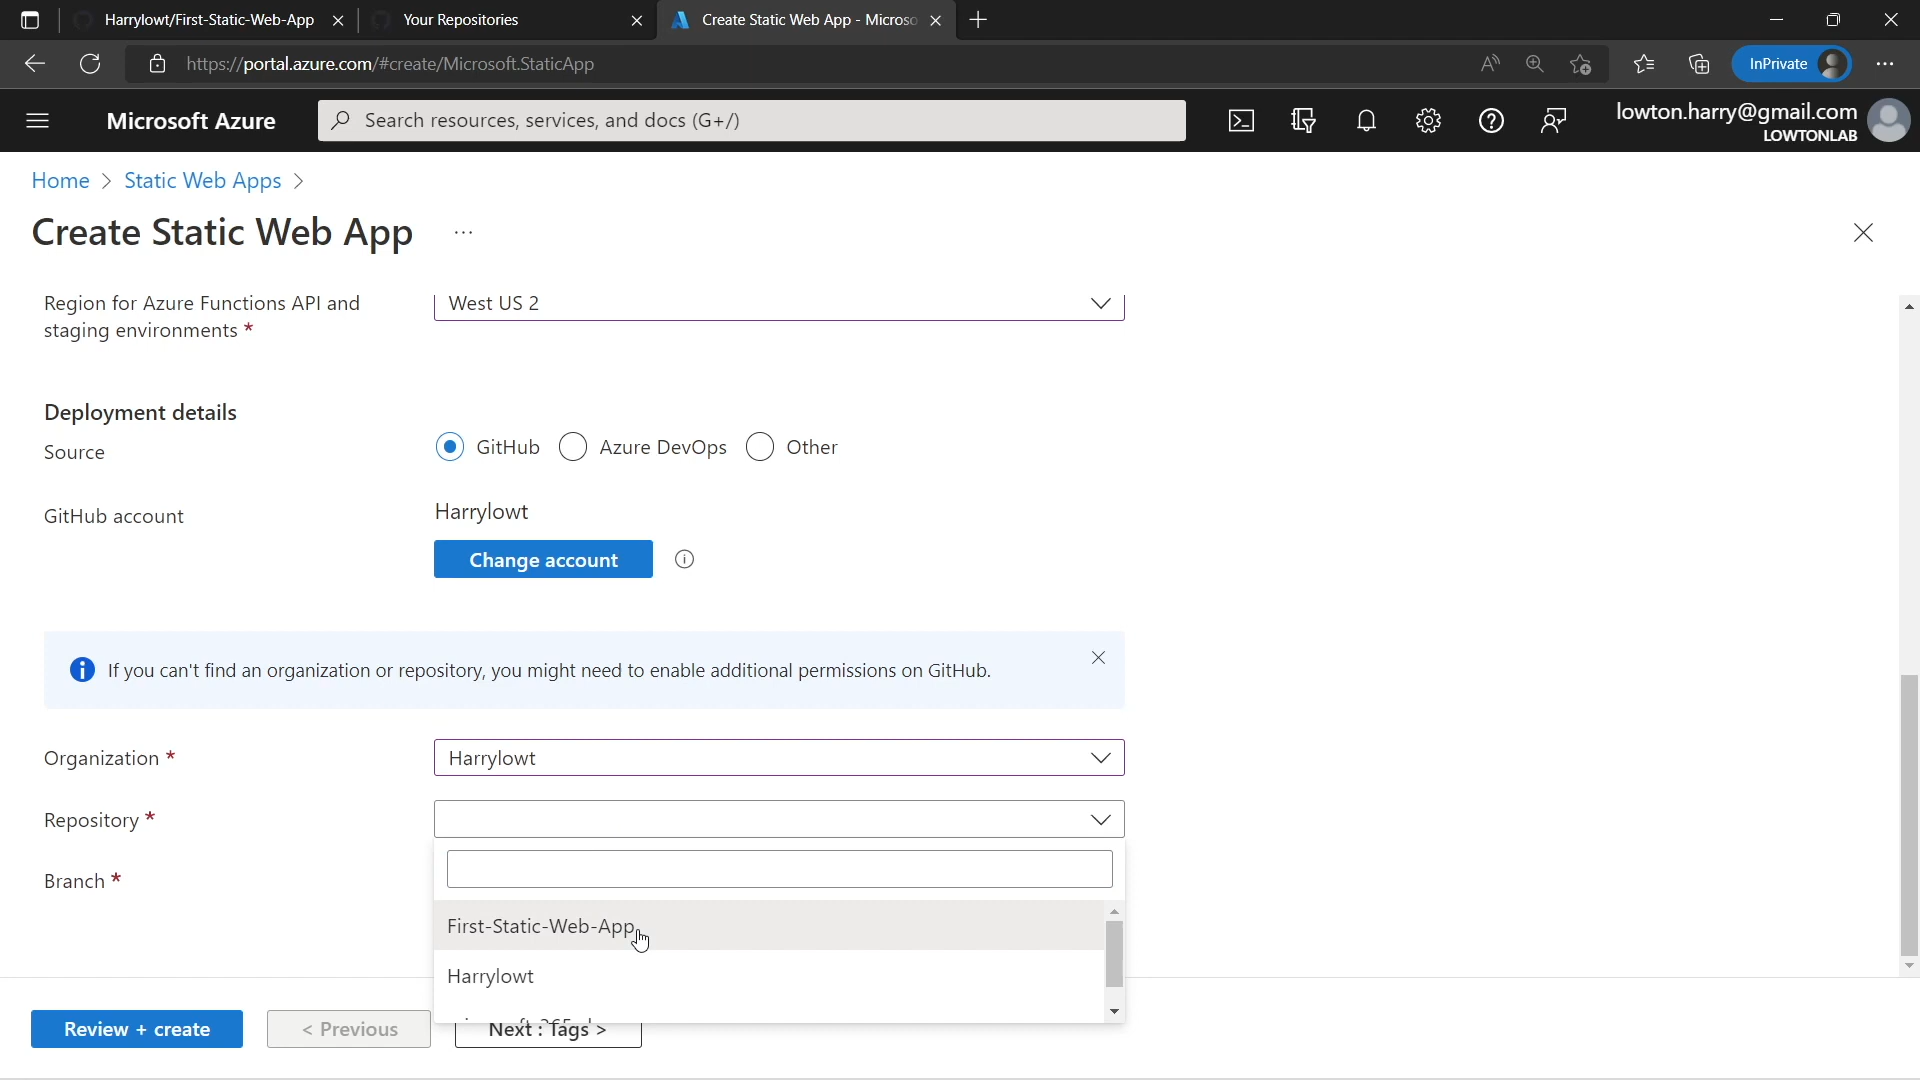 Harrylowt/First-Static-Web-App
Your Repositories
Create Static Web App - Microso
https://portal.azure.com/#create/Microsoft.StaticApp
InPrivate
Microsoft Azure
Search resources, services, and docs (G+/)
lowton.harry@gmail.com
LOWTONLAB
Home > Static Web Apps >
Create Static Web App ...
Region for Azure Functions API and
staging environments *
West US 2
Deployment details
Source
GitHub
Azure DevOps
Other
GitHub account
Harrylowt
Change account
If you can't find an organization or repository, you might need to enable additional permissions on GitHub.
Organization *
Harrylowt
Repository *
Branch *
First-Static-Web-App
Harrylowt
Review + create
< Previous
Next : Tags >